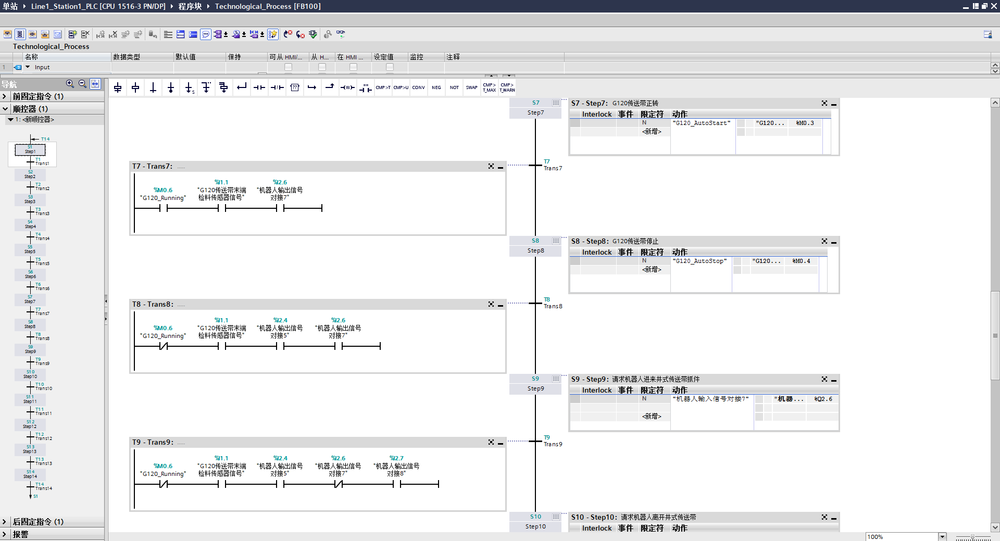 单站 ▸ Line1_Station1_PLC [CPU 1516-3 PN/DP] ▸ 程序块 ▸ Technological_Process [FB100]
Technological_Process
名称 数据类型 默认值 保持 可从 HMI/... 从 H... 在 HMI ... 设定值 监控 注释
1 Input
导航
CMP>T CMP>U CONV NEG NOT SWAP CMP> T_MAX CMP> T_WARN
前固定指令 (1)
顺控器 (1)
1: <新顺控器>
T14
S1
Step1
T1
Trans1
S2
Step2
T2
Trans2
S3
Step3
T3
Trans3
S4
Step4
T4
Trans4
S5
Step5
T5
Trans5
S6
Step6
T6
Trans6
S7
Step7
T7
Trans7
S8
Step8
T8
Trans8
S9
Step9
T9
Trans9
S10
Step10
T10
Trans10
S11
Step11
T11
Trans11
S12
Step12
T12
Trans12
S13
Step13
T13
Trans13
S14
Step14
T14
Trans14
S1
后固定指令 (1)
报警
S7
Step7
S7 - Step7: G120传送带正转
Interlock 事件 限定符 动作
N "G120_AutoStart" "G120... %M0.3
<新增>
T7 - Trans7: .....
T7
Trans7
%M0.6
"G120_Running"
%I1.1
"G120传送带末端
检料传感器信号"
%I2.6
"机器人输出信号
对接7"
S8
Step8
S8 - Step8: G120传送带停止
Interlock 事件 限定符 动作
N "G120_AutoStop" "G120... %M0.4
<新增>
T8 - Trans8: .....
T8
Trans8
%M0.6
"G120_Running"
%I1.1
"G120传送带末端
检料传感器信号"
%I2.4
"机器人输出信号
对接5"
%I2.6
"机器人输出信号
对接7"
S9
Step9
S9 - Step9: 请求机器人进来井式传送带抓件
Interlock 事件 限定符 动作
N "机器人输入信号对接7" "机器... %Q2.6
<新增>
T9 - Trans9: .....
T9
Trans9
%M0.6
"G120_Running"
%I1.1
"G120传送带末端
检料传感器信号"
%I2.4
"机器人输出信号
对接5"
%I2.6
"机器人输出信号
对接7"
%I2.7
"机器人输出信号
对接8"
S10
Step10
S10 - Step10: 请求机器人离开井式传送带
Interlock 事件 限定符 动作
100%